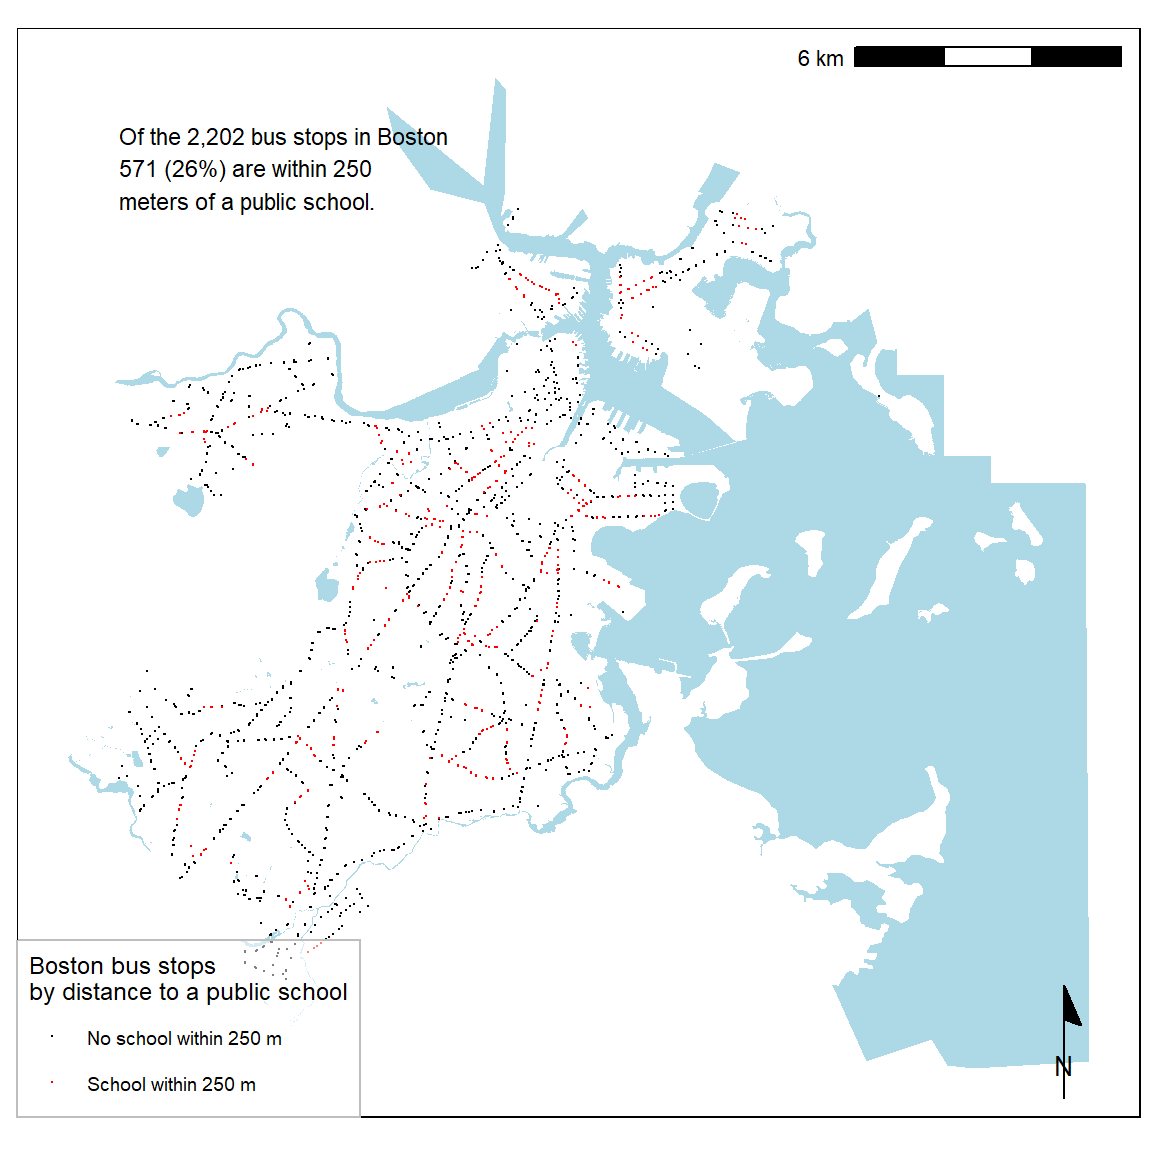 6 km
Of the 2,202 bus stops in Boston
571 (26%) are within 250
meters of a public school.
Boston bus stops
by distance to a public school
No school within 250 m
School within 250 m
N